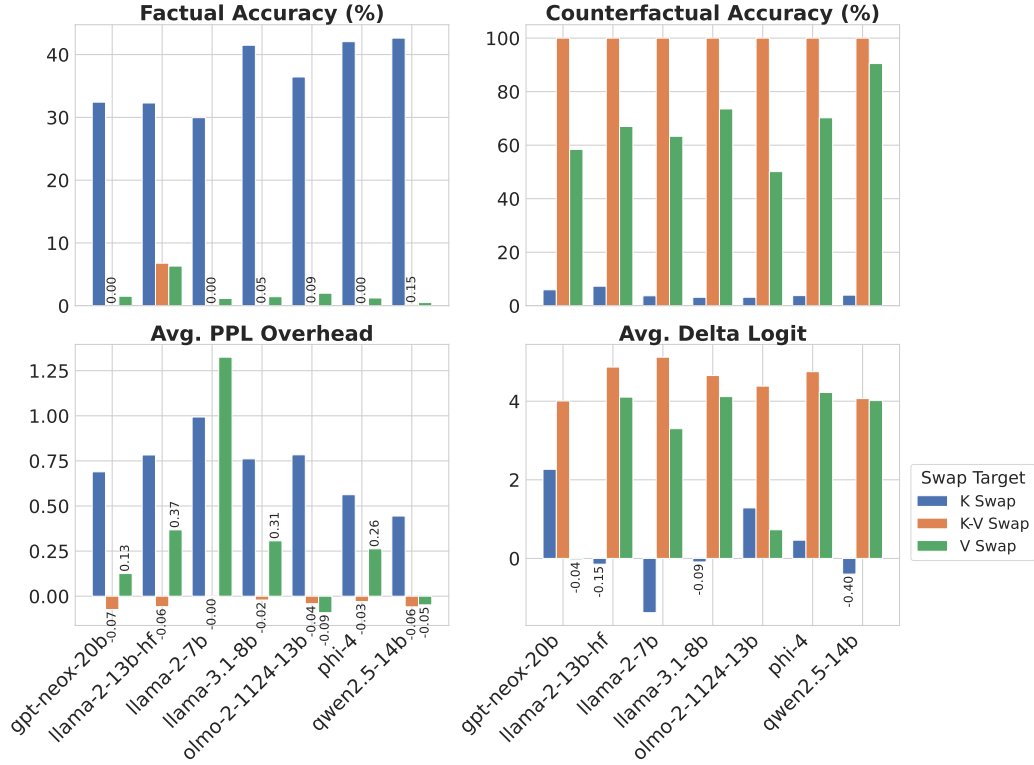 Factual Accuracy (%)
40
30
20
10
0
0.00
0.00
0.05
0.09
0.00
0.15
Counterfactual Accuracy (%)
100
80
60
40
20
0
Avg. PPL Overhead
1.25
1.00
0.75
0.50
0.25
0.00
0.13
-0.07
0.37
-0.06
-0.00
0.31
-0.02
-0.04
-0.09
0.26
-0.03
-0.06
-0.05
gpt-neox-20b
llama-2-13b-hf
llama-2-7b
llama-3.1-8b
olmo-2-1124-13b
phi-4
qwen2.5-14b
Avg. Delta Logit
4
2
0
-0.04
-0.15
-0.09
-0.40
gpt-neox-20b
llama-2-13b-hf
llama-2-7b
llama-3.1-8b
olmo-2-1124-13b
phi-4
qwen2.5-14b
Swap Target
K Swap
K-V Swap
V Swap